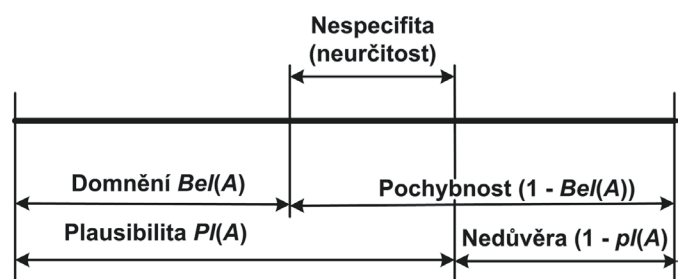 Nespecifita
(neurčitost)
Domnění Bel(A)
Pochybnost (1 - Bel(A))
Plausibilita Pl(A)
Nedůvěra (1 - pl(A)